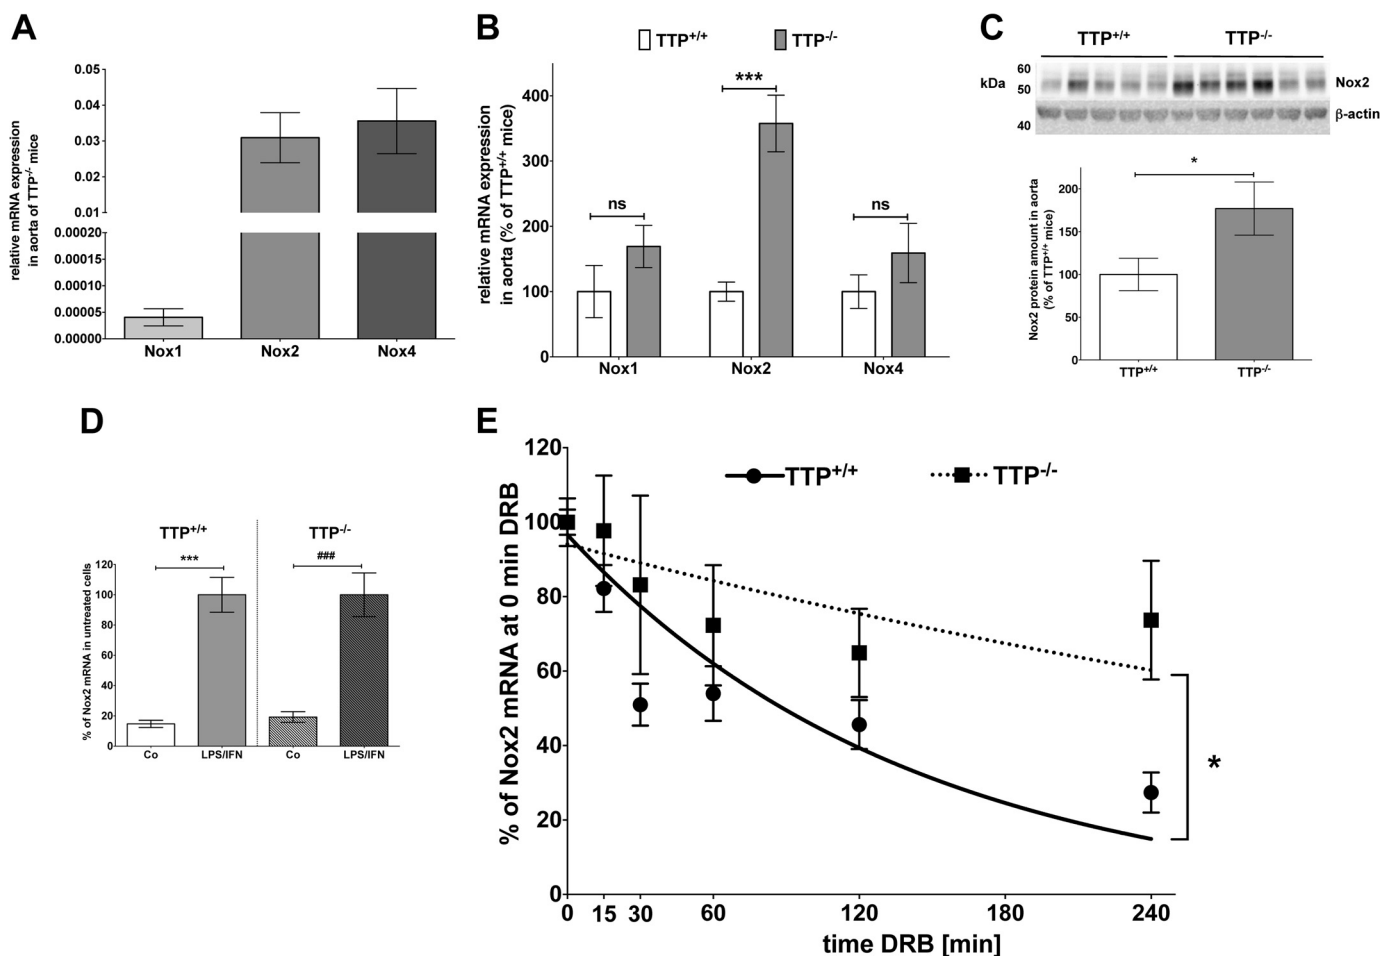 A
relative mRNA expression
in aorta of TTP-/- mice
0.05
0.04
0.03
0.02
0.01
0.00020
0.00015
0.00010
0.00005
0.00000
Nox1 Nox2 Nox4
B
TTP+/+ TTP-/-
relative mRNA expression
in aorta (% of TTP+/+ mice)
400
300
200
100
0
ns *** ns
Nox1 Nox2 Nox4
C
TTP+/+ TTP-/-
kDa
60
50
40
Nox2
β-actin
Nox2 protein amount in aorta
(% of TTP+/+ mice)
200
150
100
50
0
*
TTP+/+ TTP-/-
D
TTP+/+ TTP-/-
% of Nox2 mRNA in untreated cells
120
100
80
60
40
20
0
*** ###
Co LPS/IFN Co LPS/IFN
E
% of Nox2 mRNA at 0 min DRB
120
100
80
60
40
20
0
TTP+/+ TTP-/-
*
0 15 30 60 120 180 240
time DRB [min]